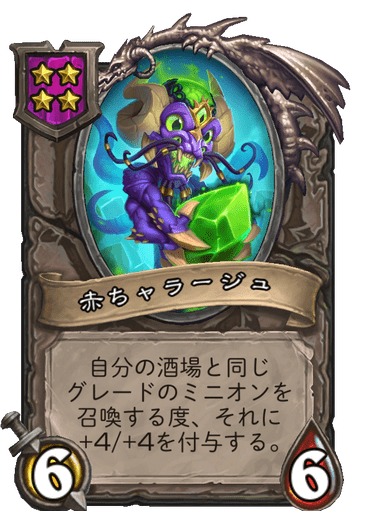 赤ちャラージュ
自分の酒場と同じ
グレードのミニオンを
召喚する度、それに
+4/+4を付与する。
6
6